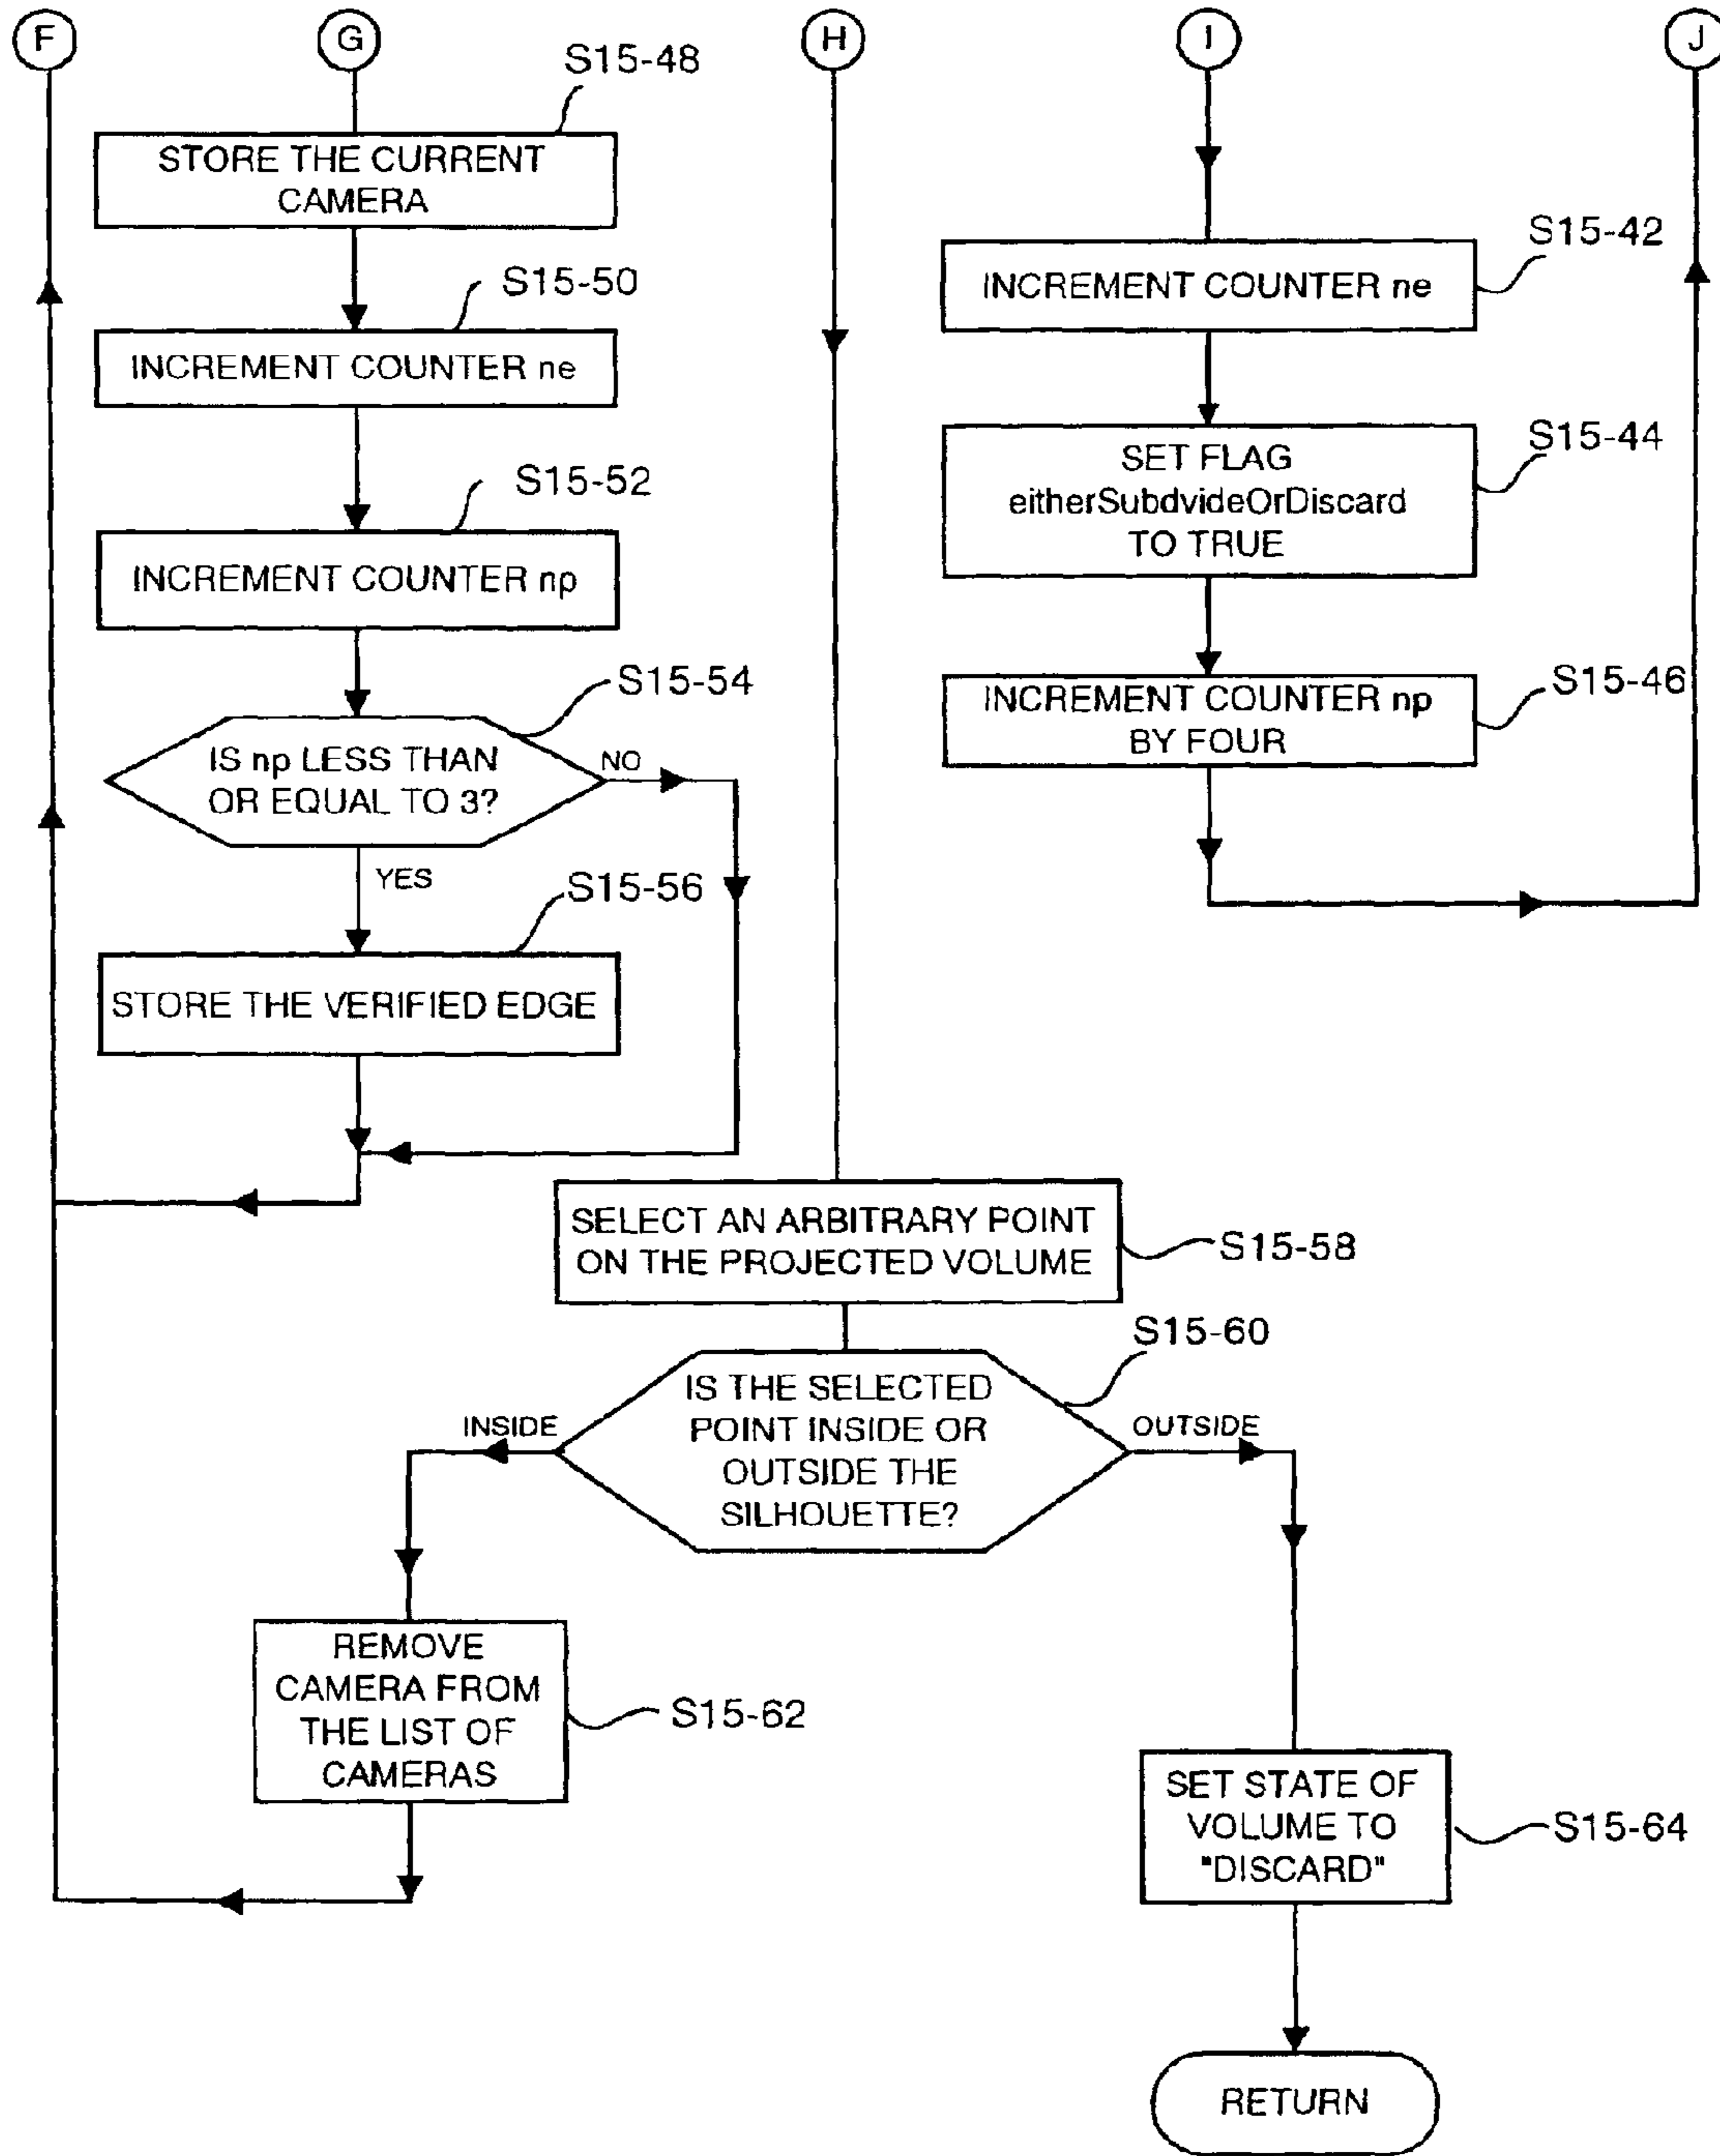 F
G
H
I
J
S15-48
STORE THE CURRENT
CAMERA
S15-50
INCREMENT COUNTER ne
S15-52
INCREMENT COUNTER np
S15-54
IS np LESS THAN
OR EQUAL TO 3?
NO
YES
S15-56
STORE THE VERIFIED EDGE
S15-42
INCREMENT COUNTER ne
S15-44
SET FLAG
eitherSubdvideOrDiscard
TO TRUE
S15-46
INCREMENT COUNTER np
BY FOUR
SELECT AN ARBITRARY POINT
ON THE PROJECTED VOLUME
S15-58
S15-60
IS THE SELECTED
POINT INSIDE OR
OUTSIDE THE
SILHOUETTE?
INSIDE
OUTSIDE
REMOVE
CAMERA FROM
THE LIST OF
CAMERAS
S15-62
SET STATE OF
VOLUME TO
"DISCARD"
S15-64
RETURN